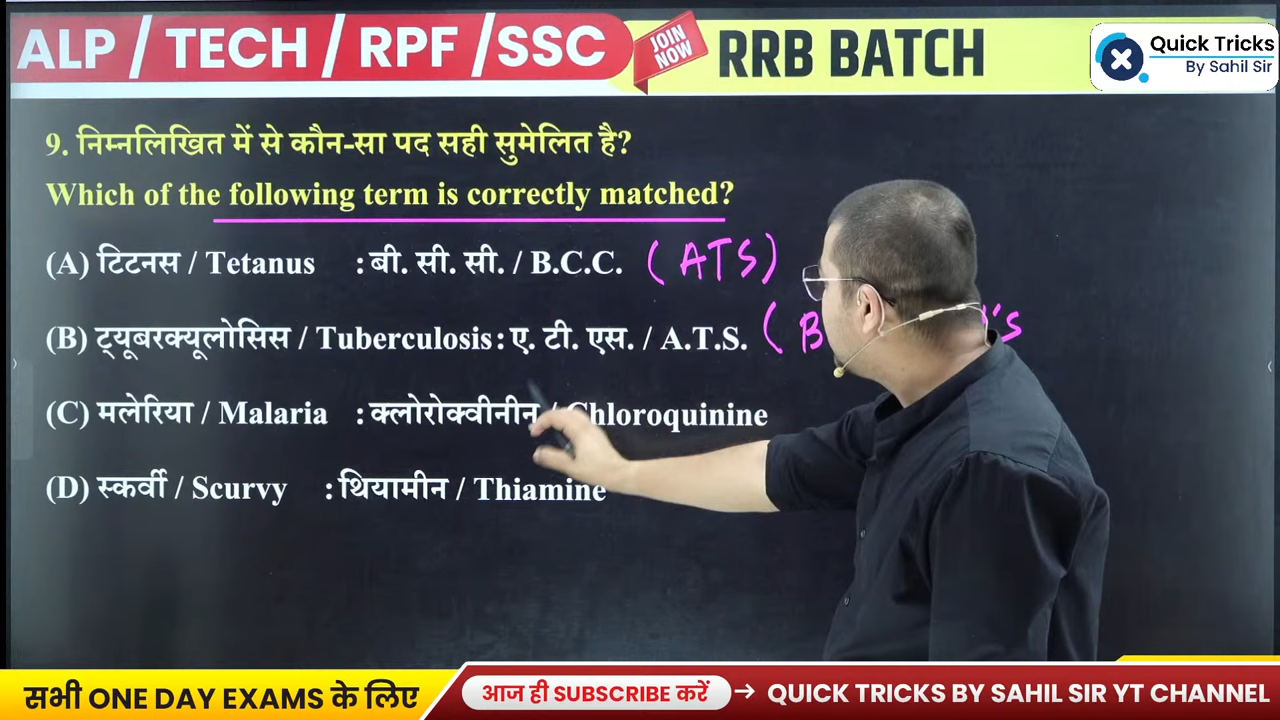 ALP / TECH / RPF / SSC
JOIN NOW
RRB BATCH
Quick Tricks
By Sahil Sir
9. निम्नलिखित में से कौन-सा पद सही सुमेलित है?
Which of the following term is correctly matched?
(A) टिटनस / Tetanus : बी. सी. सी. / B.C.C. (ATS)
(B) ट्यूबरक्यूलोसिस / Tuberculosis : ए. टी. एस. / A.T.S.
(C) मलेरिया / Malaria : क्लोरोक्वीनीन / Chloroquinine
(D) स्कर्वी / Scurvy : थियामीन / Thiamine
सभी ONE DAY EXAMS के लिए
आज ही SUBSCRIBE करें → QUICK TRICKS BY SAHIL SIR YT CHANNEL